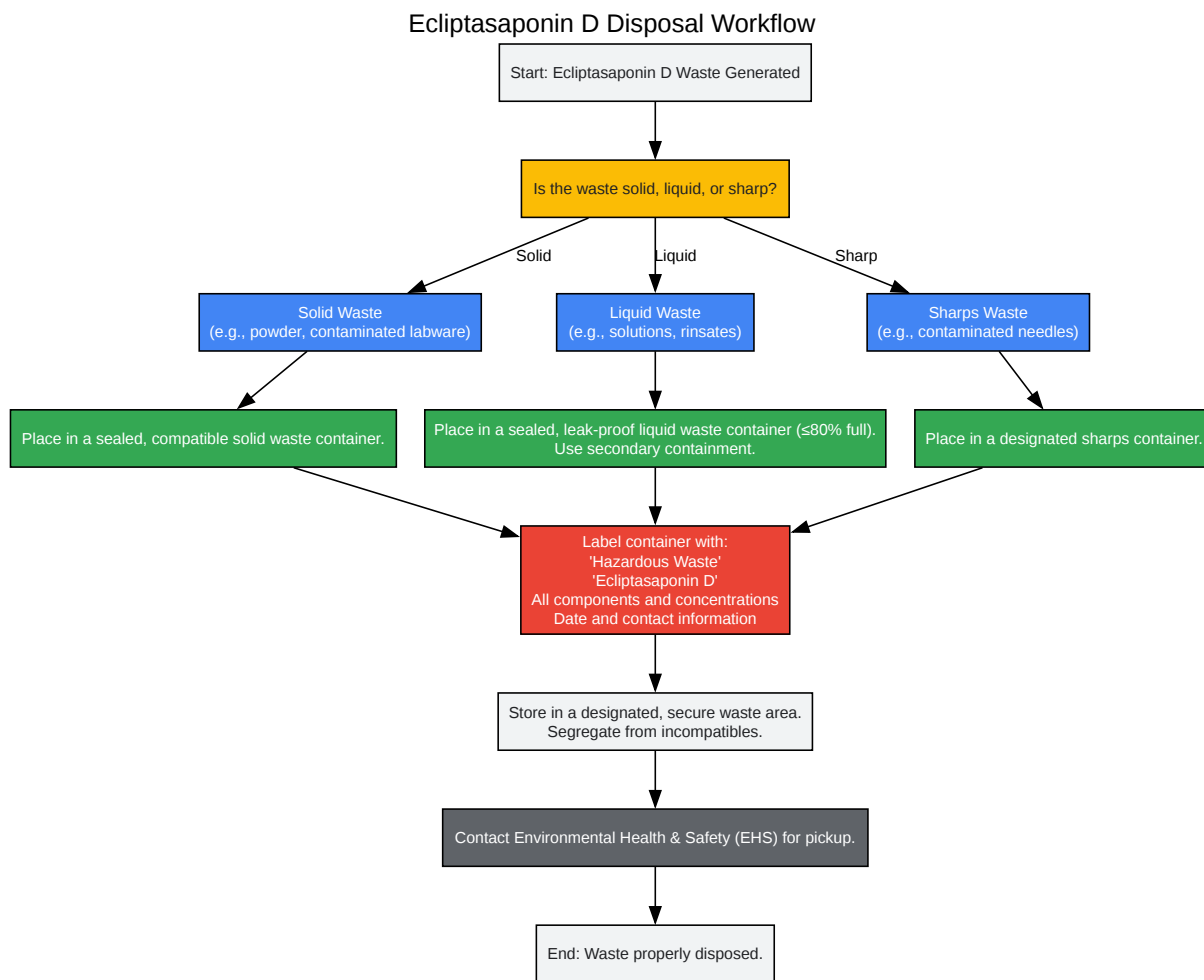 Ecliptasaponin D Disposal Workflow
Start: Ecliptasaponin D Waste Generated
Is the waste solid, liquid, or sharp?
Solid
Liquid
Sharp
Solid Waste
(e.g., powder, contaminated labware)
Liquid Waste
(e.g., solutions, rinsates)
Sharps Waste
(e.g., contaminated needles)
Place in a sealed, compatible solid waste container.
Place in a sealed, leak-proof liquid waste container (≤80% full).
Use secondary containment.
Place in a designated sharps container.
Label container with:
'Hazardous Waste'
'Ecliptasaponin D'
All components and concentrations
Date and contact information
Store in a designated, secure waste area.
Segregate from incompatibles.
Contact Environmental Health & Safety (EHS) for pickup.
End: Waste properly disposed.